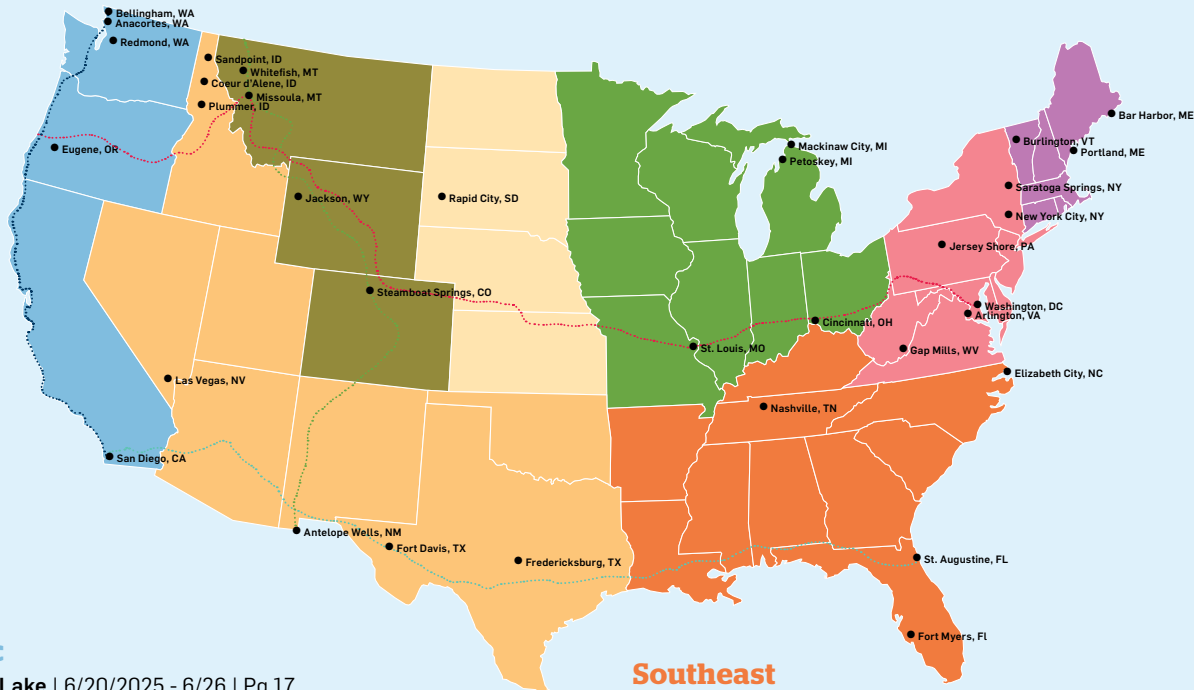 Bellingham, WA
Anacortes, WA
Redmond, WA
Sandpoint, ID
Whitefish, MT
Coeur d'Alene, ID
Missoula, MT
Plummer, ID
Eugene, OR
Jackson, WY
Rapid City, SD
Mackinaw City, MI
Petoskey, MI
Bar Harbor, ME
Burlington, VT
Portland, ME
Saratoga Springs, NY
New York City, NY
Jersey Shore, PA
Steamboat Springs, CO
Washington, DC
Arlington, VA
Cincinnati, OH
St. Louis, MO
Gap Mills, WV
Elizabeth City, NC
Las Vegas, NV
Nashville, TN
San Diego, CA
Antelope Wells, NM
Fort Davis, TX
Fredericksburg, TX
St. Augustine, FL
Fort Myers, Fl
Southeast
Lake | 6/20/2025 - 6/26 | Pg 17